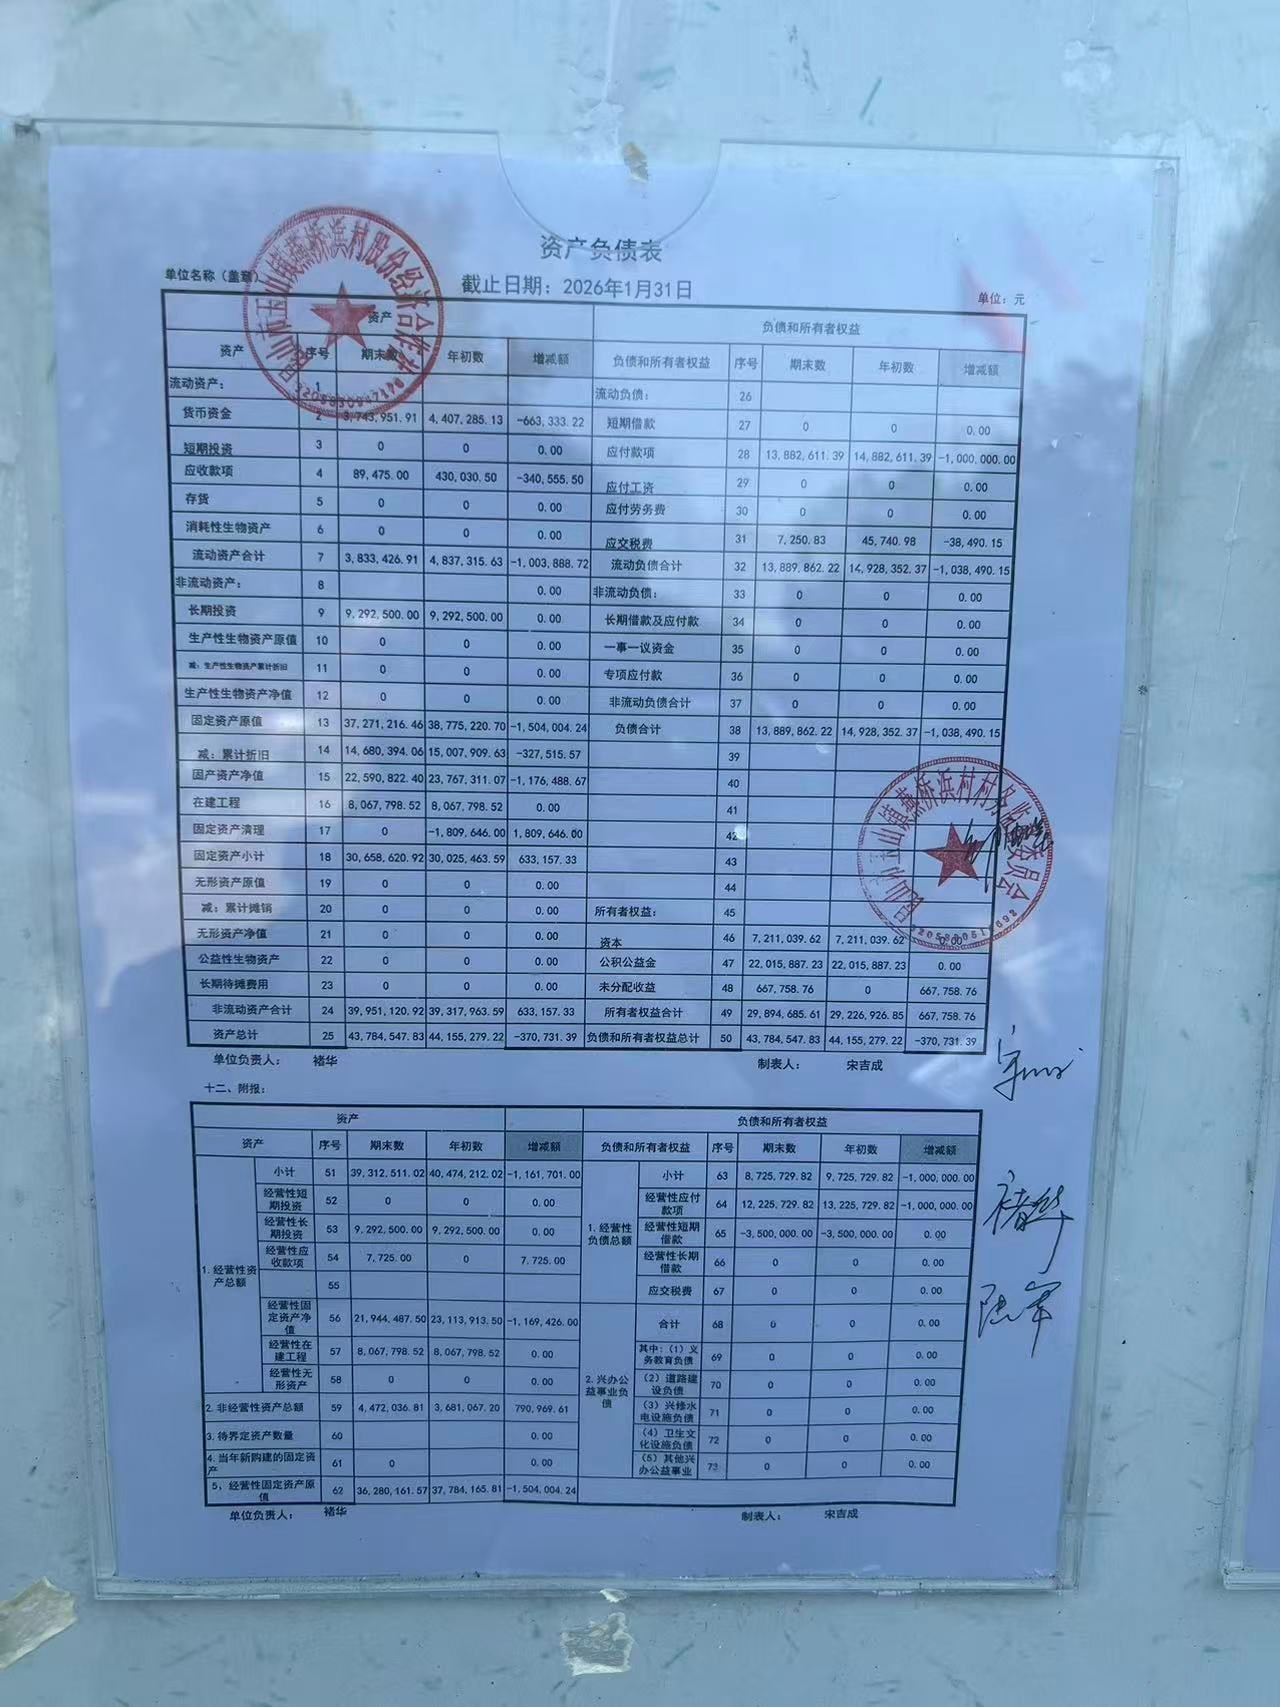 资产负债表
单位名称（盖章）
截止日期：2026年1月31日
单位：元
资产 负债和所有者权益
资产 序号 期末数 年初数 增减额 负债和所有者权益 序号 期末数 年初数 增减额
流动资产： 1 流动负债： 26
货币资金 2 3,743,951.91 4,407,285.13 -663,333.22 短期借款 27 0 0 0.00
短期投资 3 0 0 0.00 应付款项 28 13,882,611.39 14,882,611.39 -1,000,000.00
应收款项 4 89,475.00 430,030.50 -340,555.50 应付工资 29 0 0 0.00
存货 5 0 0 0.00 应付劳务费 30 0 0 0.00
消耗性生物资产 6 0 0 0.00 应交税费 31 7,250.83 45,740.98 -38,490.15
流动资产合计 7 3,833,426.91 4,837,315.63 -1,003,888.72 流动负债合计 32 13,889,862.22 14,928,352.37 -1,038,490.15
非流动资产： 8 0.00 非流动负债： 33 0 0 0.00
长期投资 9 9,292,500.00 9,292,500.00 0.00 长期借款及应付款 34 0 0 0.00
生产性生物资产原值 10 0 0 0.00 一事一议资金 35 0 0 0.00
减：生产性生物资产累计折旧 11 0 0 0.00 专项应付款 36 0 0 0.00
生产性生物资产净值 12 0 0 0.00 非流动负债合计 37 0 0 0.00
固定资产原值 13 37,271,216.46 38,775,220.70 -1,504,004.24 负债合计 38 13,889,862.22 14,928,352.37 -1,038,490.15
减：累计折旧 14 14,680,394.06 15,007,909.63 -327,515.57 39
固产资产净值 15 22,590,822.40 23,767,311.07 -1,176,488.67 40
在建工程 16 8,067,798.52 8,067,798.52 0.00 41
固定资产清理 17 0 -1,809,646.00 1,809,646.00 42
固定资产小计 18 30,658,620.92 30,025,463.59 633,157.33 43
无形资产原值 19 0 0 0.00 44
减：累计摊销 20 0 0 0.00 所有者权益： 45
无形资产净值 21 0 0 0.00 资本 46 7,211,039.62 7,211,039.62 0.00
公益性生物资产 22 0 0 0.00 公积公益金 47 22,015,887.23 22,015,887.23 0.00
长期待摊费用 23 0 0 0.00 未分配收益 48 667,758.76 0 667,758.76
非流动资产合计 24 39,951,120.92 39,317,963.59 633,157.33 所有者权益合计 49 29,894,685.61 29,226,926.85 667,758.76
资产总计 25 43,784,547.83 44,155,279.22 -370,731.39 负债和所有者权益总计 50 43,784,547.83 44,155,279.22 -370,731.39
单位负责人： 褚华 制表人： 宋吉成
十二、附报：
资产 负债和所有者权益
资产 序号 期末数 年初数 增减额 负债和所有者权益 序号 期末数 年初数 增减额
1.经营性资产总额 小计 51 39,312,511.02 40,474,212.02 -1,161,701.00 1.经营性负债总额 小计 63 8,725,729.82 9,725,729.82 -1,000,000.00
经营性短期投资 52 0 0 0.00 经营性应付款项 64 12,225,729.82 13,225,729.82 -1,000,000.00
经营性长期投资 53 9,292,500.00 9,292,500.00 0.00 经营性短期借款 65 -3,500,000.00 -3,500,000.00 0.00
经营性应收款项 54 7,725.00 0 7,725.00 经营性长期借款 66 0 0 0.00
55 应交税费 67 0 0 0.00
经营性固定资产净值 56 21,944,487.50 23,113,913.50 -1,169,426.00 2.兴办公益事业负债 合计 68 0 0 0.00
经营性在建工程 57 8,067,798.52 8,067,798.52 0.00 其中：（1）义务教育负债 69 0 0 0.00
经营性无形资产 58 0 0 0.00 （2）道路建设负债 70 0 0 0.00
2.非经营性资产总额 59 4,472,036.81 3,681,067.20 790,969.61 （3）兴修水电设施负债 71 0 0 0.00
3.待界定资产数量 60 0.00 （4）卫生文化设施负债 72 0 0 0.00
4.当年新购建的固定资产 61 0 0.00 （5）其他兴办公益事业 73 0 0 0.00
5，经营性固定资产原值 62 36,280,161.57 37,784,165.81 -1,504,004.24
单位负责人： 褚华 制表人： 宋吉成
褚华